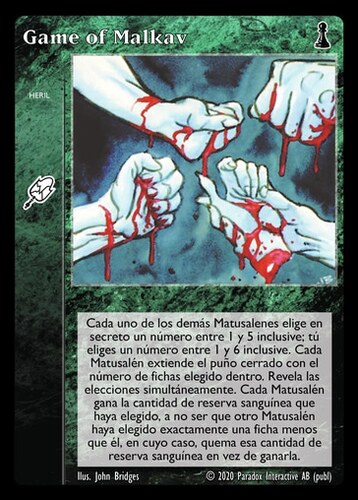 Game of Malkav
HERIL
Cada uno de los demás Matusalenes elige en
secreto un número entre 1 y 5 inclusive; tú
eliges un número entre 1 y 6 inclusive. Cada
Matusalén extiende el puño cerrado con el
número de fichas elegido dentro. Revela las
elecciones simultáneamente. Cada Matusalén
gana la cantidad de reserva sanguínea que
haya elegido, a no ser que otro Matusalén
haya elegido exactamente una ficha menos
que él, en cuyo caso, quema esa cantidad de
reserva sanguínea en vez de ganarla.
Illus. John Bridges
© 2020 Paradox Interactive AB (publ)